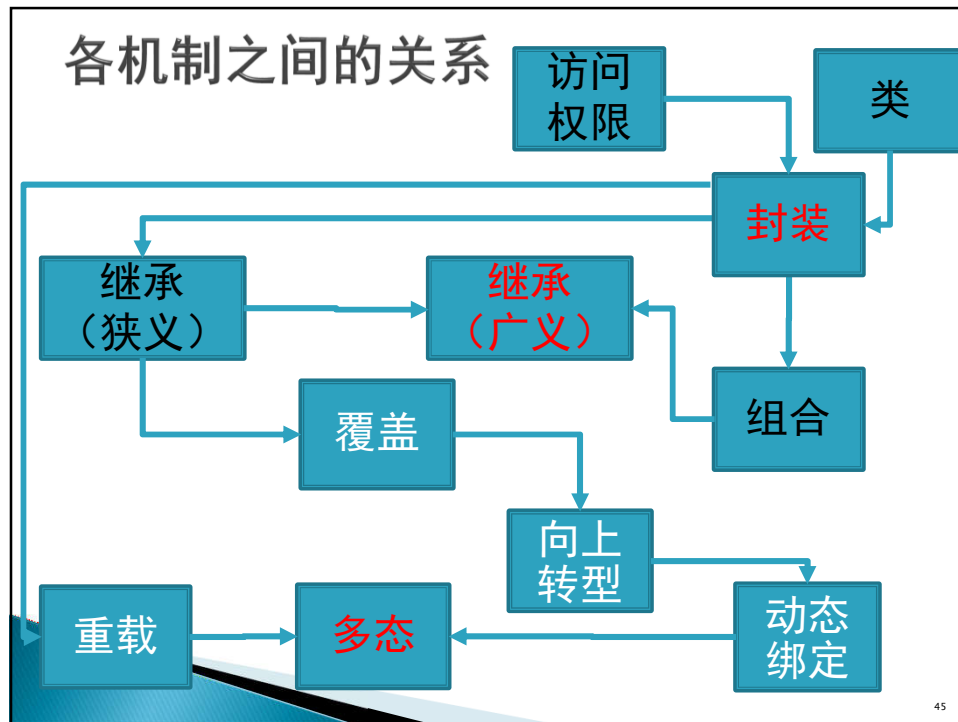 各机制之间的关系
访问
权限
类
封装
继承
（狭义）
继承
（广义）
组合
覆盖
向上
转型
重载
多态
动态
绑定
45